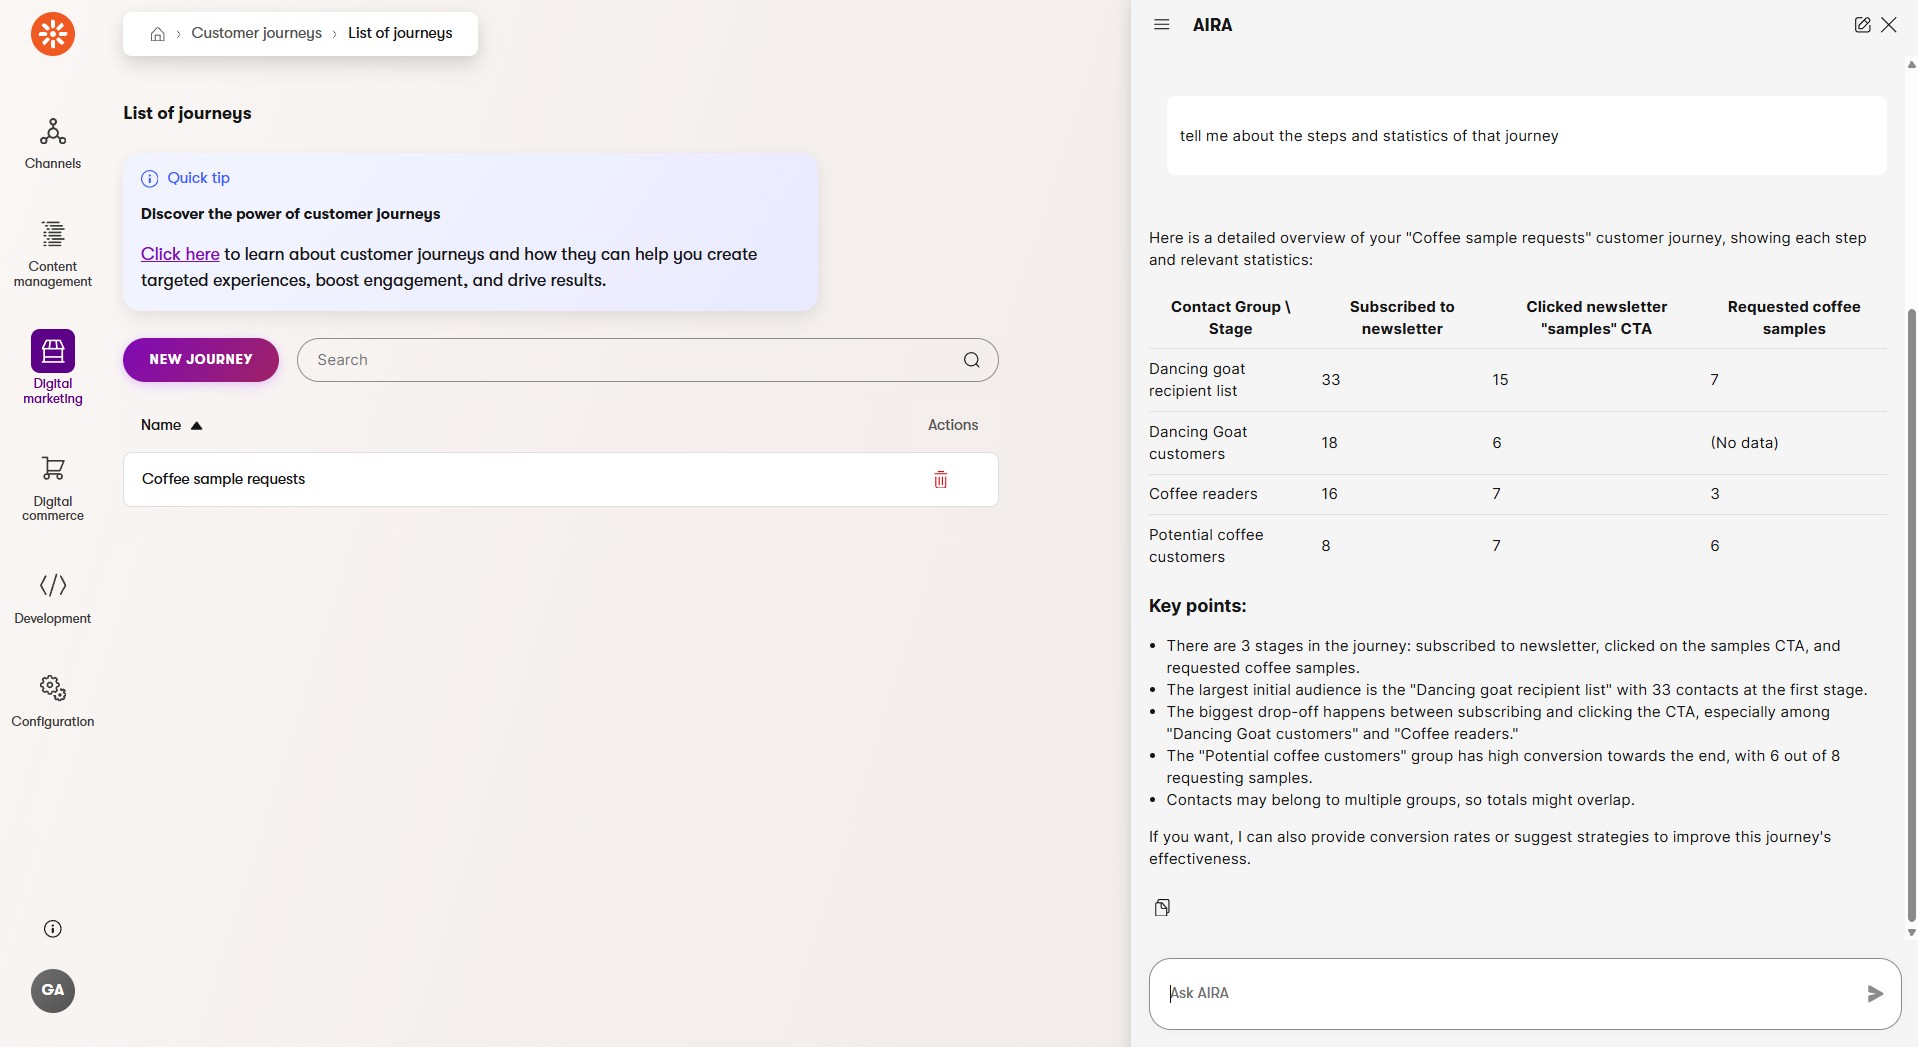 Customer journeys
List of journeys
List of journeys
Quick tip
Discover the power of customer journeys
Click here to learn about customer journeys and how they can help you create
targeted experiences, boost engagement, and drive results.
NEW JOURNEY
Search
Name
Actions
Coffee sample requests
Channels
Content
management
Digital
marketing
Digital
commerce
Development
Configuration
GA
AIRA
tell me about the steps and statistics of that journey
Here is a detailed overview of your "Coffee sample requests" customer journey, showing each step
and relevant statistics:
Contact Group \ Subscribed to Clicked newsletter Requested coffee
Stage newsletter "samples" CTA samples
Dancing goat
recipient list 33 15 7
Dancing Goat
customers 18 6 (No data)
Coffee readers 16 7 3
Potential coffee
customers 8 7 6
Key points:
• There are 3 stages in the journey: subscribed to newsletter, clicked on the samples CTA, and
requested coffee samples.
• The largest initial audience is the "Dancing goat recipient list" with 33 contacts at the first stage.
• The biggest drop-off happens between subscribing and clicking the CTA, especially among
"Dancing Goat customers" and "Coffee readers."
• The "Potential coffee customers" group has high conversion towards the end, with 6 out of 8
requesting samples.
• Contacts may belong to multiple groups, so totals might overlap.
If you want, I can also provide conversion rates or suggest strategies to improve this journey's
effectiveness.
Ask AIRA